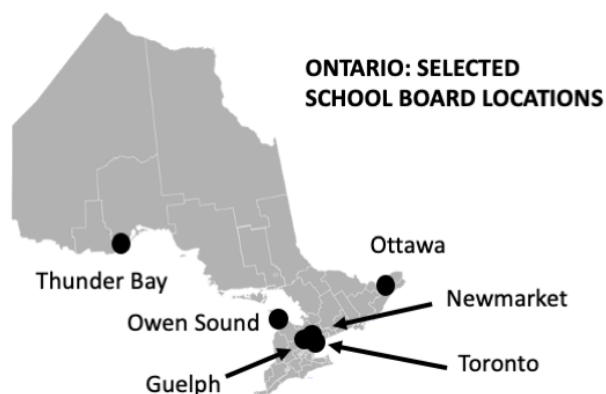 ONTARIO: SELECTED
SCHOOL BOARD LOCATIONS
Ottawa
Thunder Bay
Newmarket
Owen Sound
Toronto
Guelph